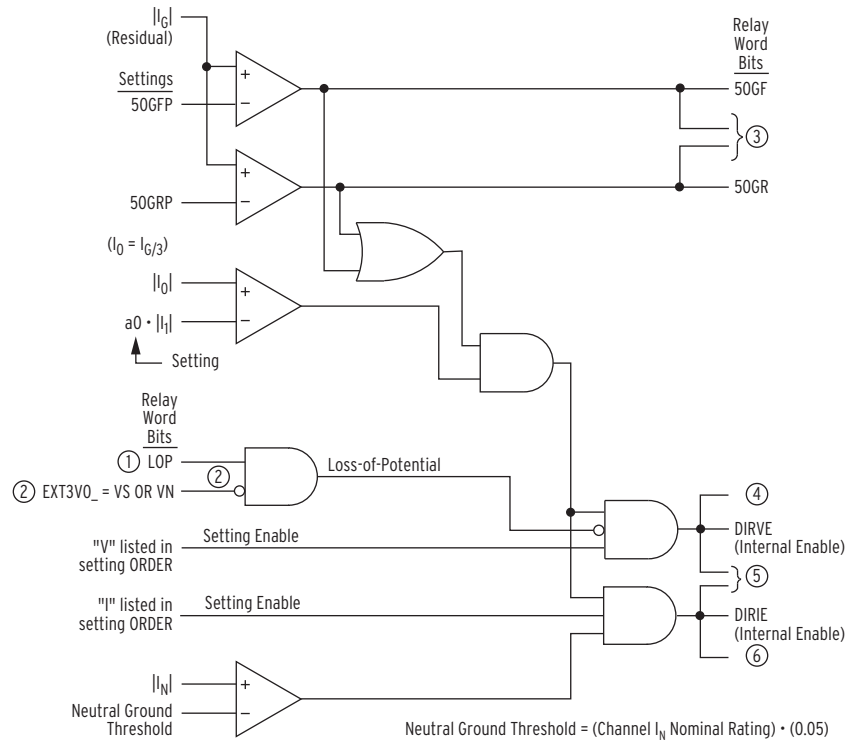 |I_G|
(Residual)
Settings
50GFP
+
−
Relay
Word
Bits
50GF
③
50GRP
+
−
50GR
(I_0 = I_G/3)
|I_0|
a0 • |I_1|
+
−
Setting
Relay
Word
Bits
① LOP
② EXT3V0_ = VS OR VN
②
Loss-of-Potential
"V" listed in
setting ORDER
Setting Enable
④
DIRVE
(Internal Enable)
⑤
"I" listed in
setting ORDER
Setting Enable
DIRIE
(Internal Enable)
⑥
|I_N|
Neutral Ground
Threshold
+
−
Neutral Ground Threshold = (Channel I_N Nominal Rating) • (0.05)